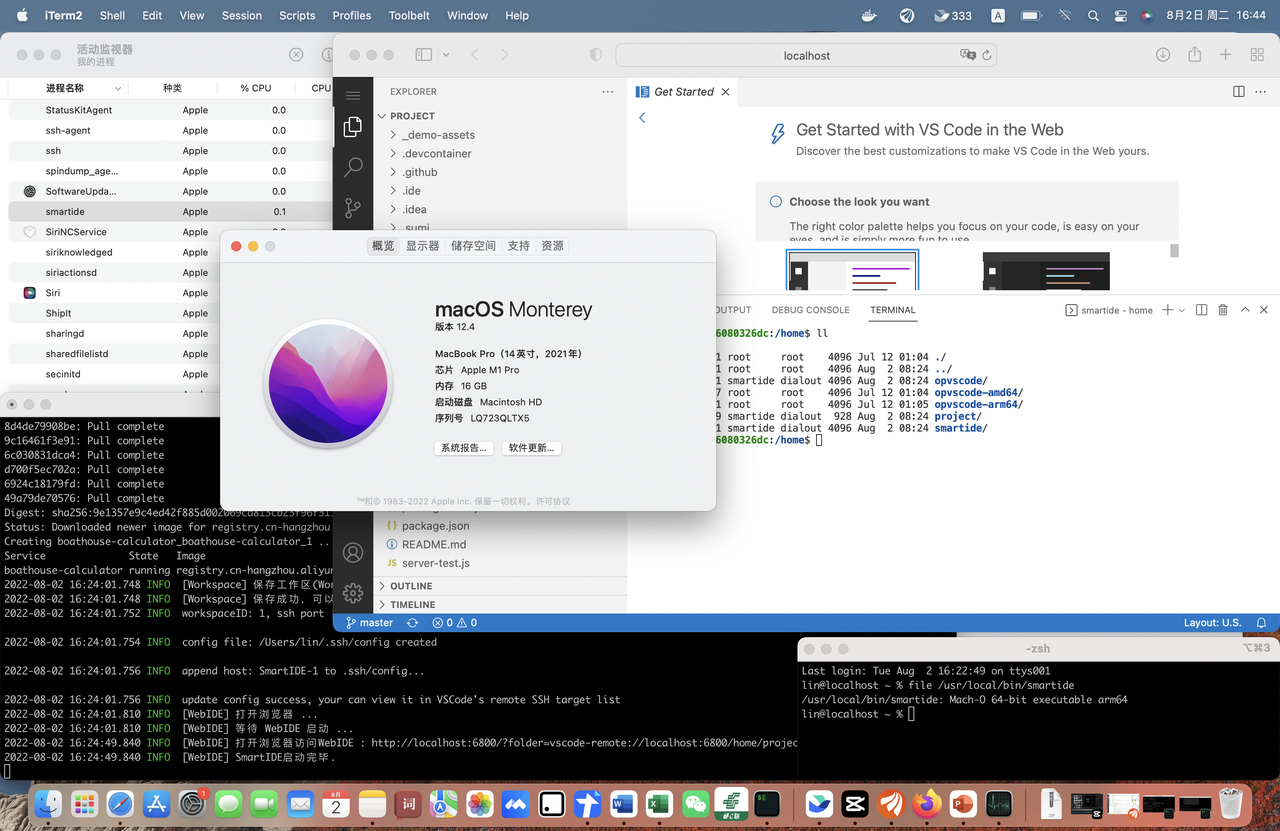 iTerm2 Shell Edit View Session Scripts Profiles Toolbelt Window Help
333 A 8月2日 周二 16:44
活动监视器
我的进程
进程名称 种类 % CPU CPU
StatusKitAgent Apple 0.0
ssh-agent Apple 0.0
ssh Apple 0.0
spindump_age... Apple 0.0
SoftwareUpda... Apple 0.0
smartide Apple 0.1
SiriNCService Apple
siriknowledged Apple
siriactionsd Apple
Siri Apple
ShipIt Apple
sharingd Apple
sharedfilelistd Apple
secinitd Apple
localhost
EXPLORER
PROJECT
_demo-assets
.devcontainer
.github
.ide
.idea
.sumi
package.json
README.md
JS server-test.js
OUTLINE
TIMELINE
master 0 0
Layout: U.S.
Get Started
Get Started with VS Code in the Web
Discover the best customizations to make VS Code in the Web yours.
Choose the look you want
The right color palette helps you focus on your code, is easy on your
eyes, and is simply more fun to use.
OUTPUT DEBUG CONSOLE TERMINAL
smartide - home
6080326dc:/home$ ll
1 root root 4096 Jul 12 01:04 ./
1 root root 4096 Aug 2 08:24 ../
1 smartide dialout 4096 Aug 2 08:24 opvscode/
7 root root 4096 Jul 12 01:04 opvscode-amd64/
1 root root 4096 Jul 12 01:05 opvscode-arm64/
9 smartide dialout 928 Aug 2 08:24 project/
1 smartide dialout 4096 Aug 2 08:24 smartide/
6080326dc:/home$
概览 显示器 储存空间 支持 资源
macOS Monterey
版本 12.4
MacBook Pro（14英寸，2021年）
芯片 Apple M1 Pro
内存 16 GB
启动磁盘 Macintosh HD
序列号 LQ723QLTX5
系统报告... 软件更新...
™和© 1983-2022 Apple Inc. 保留一切权利。许可协议
8d4de79908be: Pull complete
9c16461f3e91: Pull complete
6c030831dca4: Pull complete
d700f5ec702a: Pull complete
6924c18179fd: Pull complete
49a79de70576: Pull complete
Digest:
Status: Downloaded newer image for registry.cn-hangzhou
Creating boathouse-calculator_boathouse-calculator_1 ..
Service State Image
boathouse-calculator running registry.cn-hangzhou.aliyun
2022-08-02 16:24:01.748 INFO [Workspace] 保存工作区(Wor
2022-08-02 16:24:01.748 INFO [Workspace] 保存成功, 可以
2022-08-02 16:24:01.752 INFO workspaceID: 1, ssh port
2022-08-02 16:24:01.754 INFO config file: /Users/lin/.ssh/config created
2022-08-02 16:24:01.756 INFO append host: SmartIDE-1 to .ssh/config...
2022-08-02 16:24:01.756 INFO update config success, your can view it in VSCode's remote SSH target list
2022-08-02 16:24:01.810 INFO [WebIDE] 打开浏览器 ...
2022-08-02 16:24:01.810 INFO [WebIDE] 等待 WebIDE 启动 ...
2022-08-02 16:24:49.840 INFO [WebIDE] 打开浏览器访问WebIDE : http://localhost:6800/?folder=vscode-remote://localhost:6800/home/projec
2022-08-02 16:24:49.840 INFO [WebIDE] SmartIDE启动完毕.
-zsh ⌥⌘3
Last login: Tue Aug 2 16:22:49 on ttys001
lin@localhost ~ % file /usr/local/bin/smartide
/usr/local/bin/smartide: Mach-O 64-bit executable arm64
lin@localhost ~ %